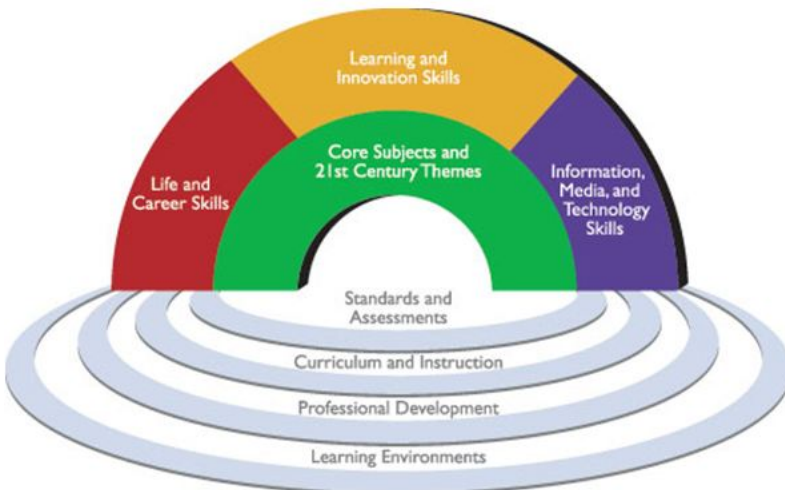 Learning and
Innovation Skills
Core Subjects and
21st Century Themes
Life and
Career Skills
Information,
Media, and
Technology
Skills
Standards and
Assessments
Curriculum and Instruction
Professional Development
Learning Environments